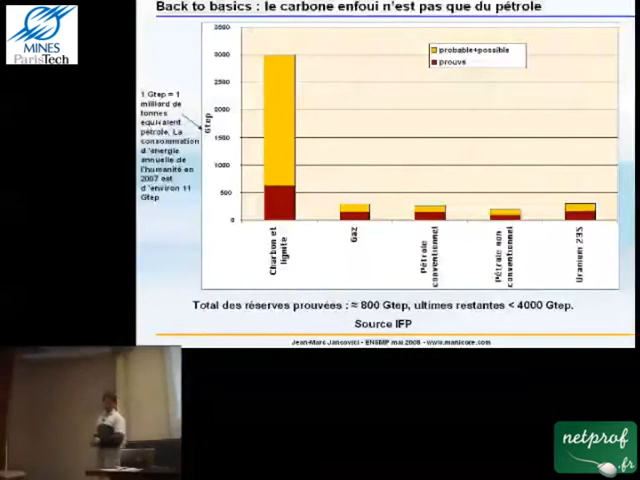 Back to basics : le carbone enfoui n'est pas que du pétrole
MINES
ParisTech
3500
3000
2500
2000
1500
1000
500
0
Gtep
probable+possible
prouvé
1 Gtep = 1
milliard de
tonnes
équivalent
pétrole. La
consommation
d'énergie
annuelle de
l'humanité en
2007 est
d'environ 11
Gtep
Charbon et
lignite
Gaz
Pétrole
conventionnel
Pétrole non
conventionnel
Uranium 235
Total des réserves prouvées : ≈ 800 Gtep, ultimes restantes < 4000 Gtep.
Source IFP
Jean-Marc Jancovici - ENSMP mai 2008 - www.manicore.com
netprof
.fr